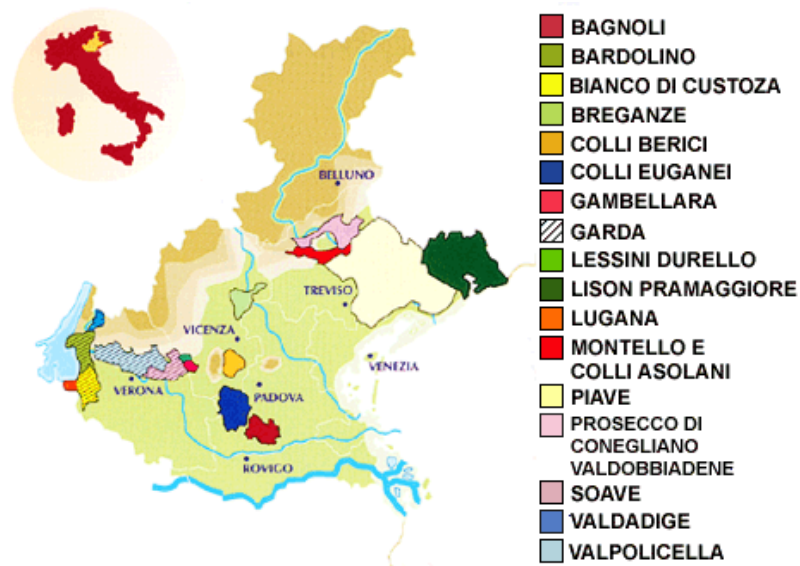 BAGNOLI
BARDOLINO
BIANCO DI CUSTOZA
BREGANZE
COLLI BERICI
COLLI EUGANEI
GAMBELLARA
GARDA
LESSINI DURELLO
LISON PRAMAGGIORE
LUGANA
MONTELLO E
COLLI ASOLANI
PIAVE
PROSECCO DI
CONEGLIANO
VALDOBBIADENE
SOAVE
VALDADIGE
VALPOLICELLA
BELLUNO
TREVISO
VICENZA
VENEZIA
VERONA
PADOVA
ROVIGO